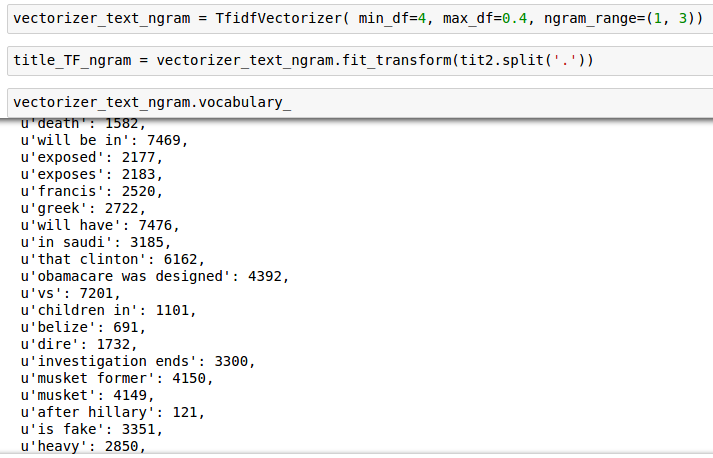 vectorizer_text_ngram = TfidfVectorizer( min_df=4, max_df=0.4, ngram_range=(1, 3))
title_TF_ngram = vectorizer_text_ngram.fit_transform(tit2.split('.'))
vectorizer_text_ngram.vocabulary_
u'death': 1582,
u'will be in': 7469,
u'exposed': 2177,
u'exposes': 2183,
u'francis': 2520,
u'greek': 2722,
u'will have': 7476,
u'in saudi': 3185,
u'that clinton': 6162,
u'obamacare was designed': 4392,
u'vs': 7201,
u'children in': 1101,
u'belize': 691,
u'dire': 1732,
u'investigation ends': 3300,
u'musket former': 4150,
u'musket': 4149,
u'after hillary': 121,
u'is fake': 3351,
u'heavy': 2850,